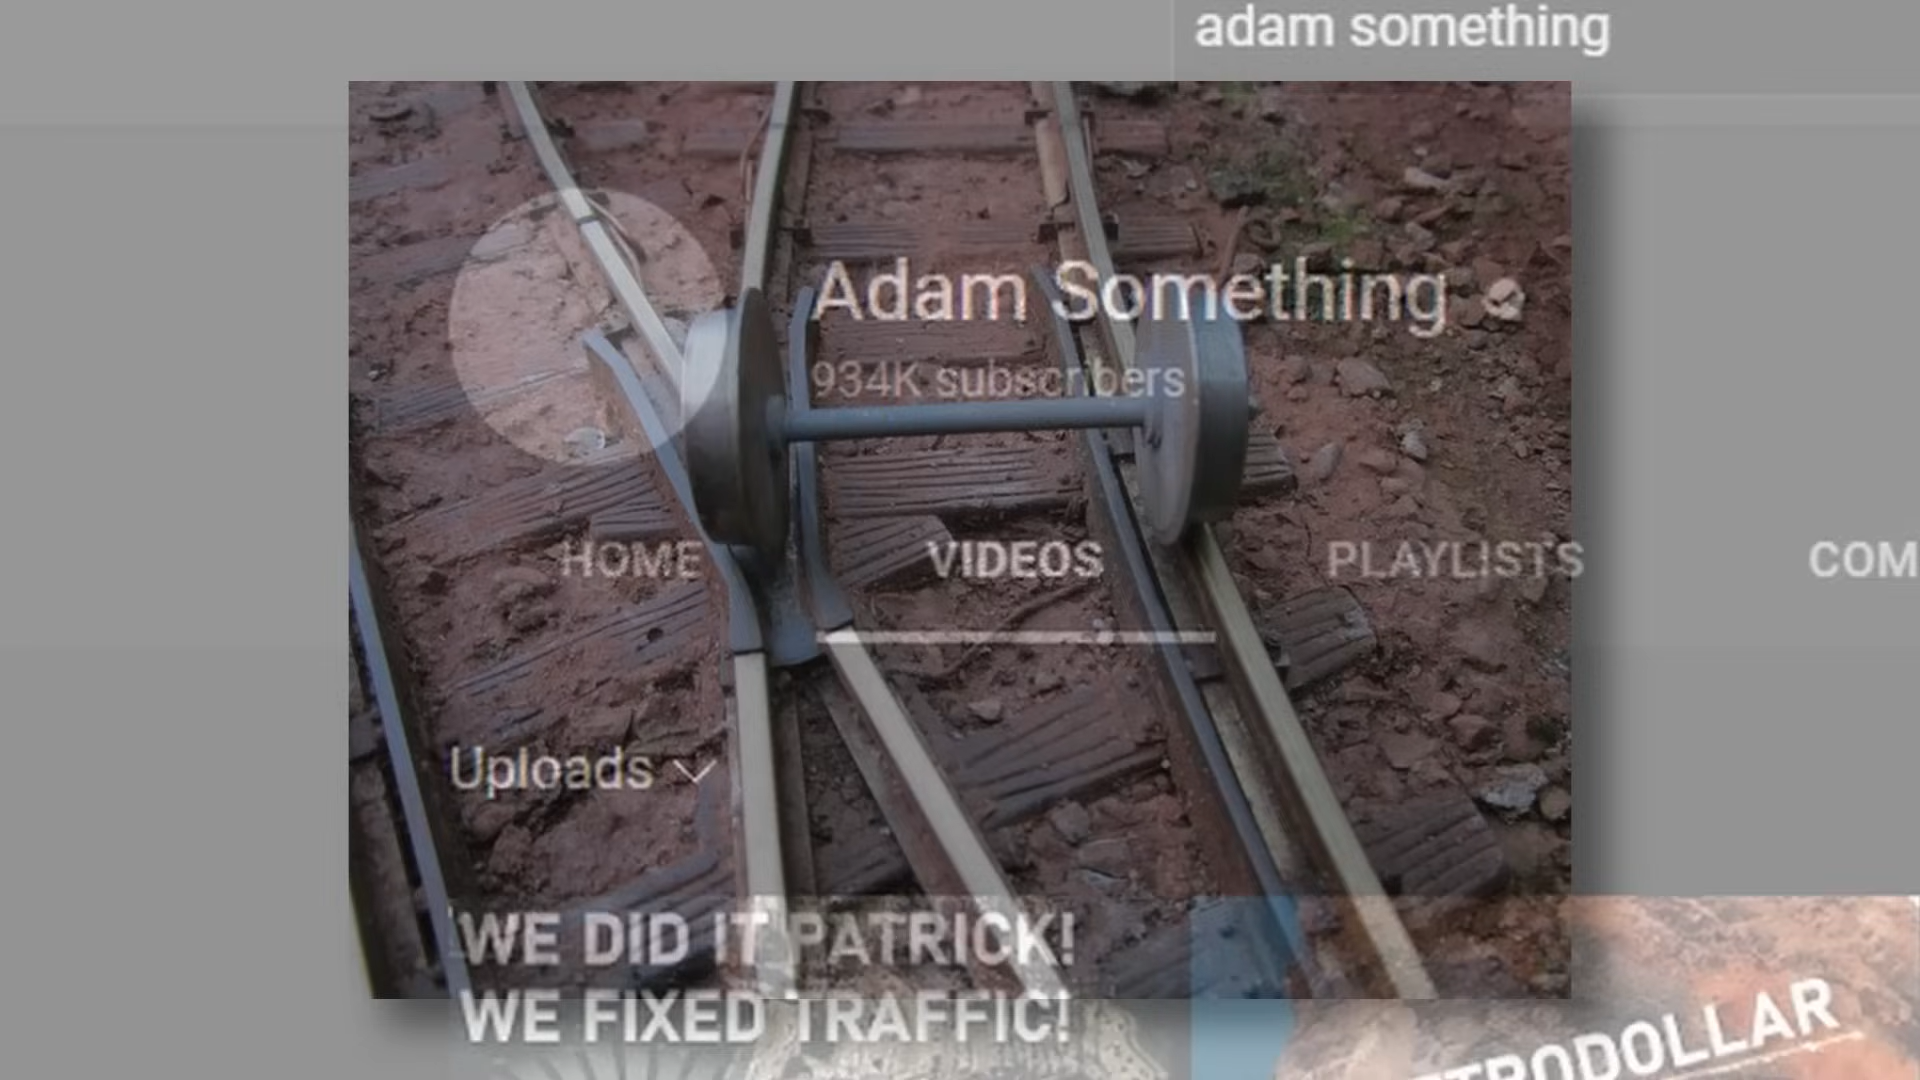 adam something
Adam Something
934K subscribers
HOME VIDEOS PLAYLISTS COM
Uploads
WE DID IT PATRICK!
WE FIXED TRAFFIC!
TRODOLLAR